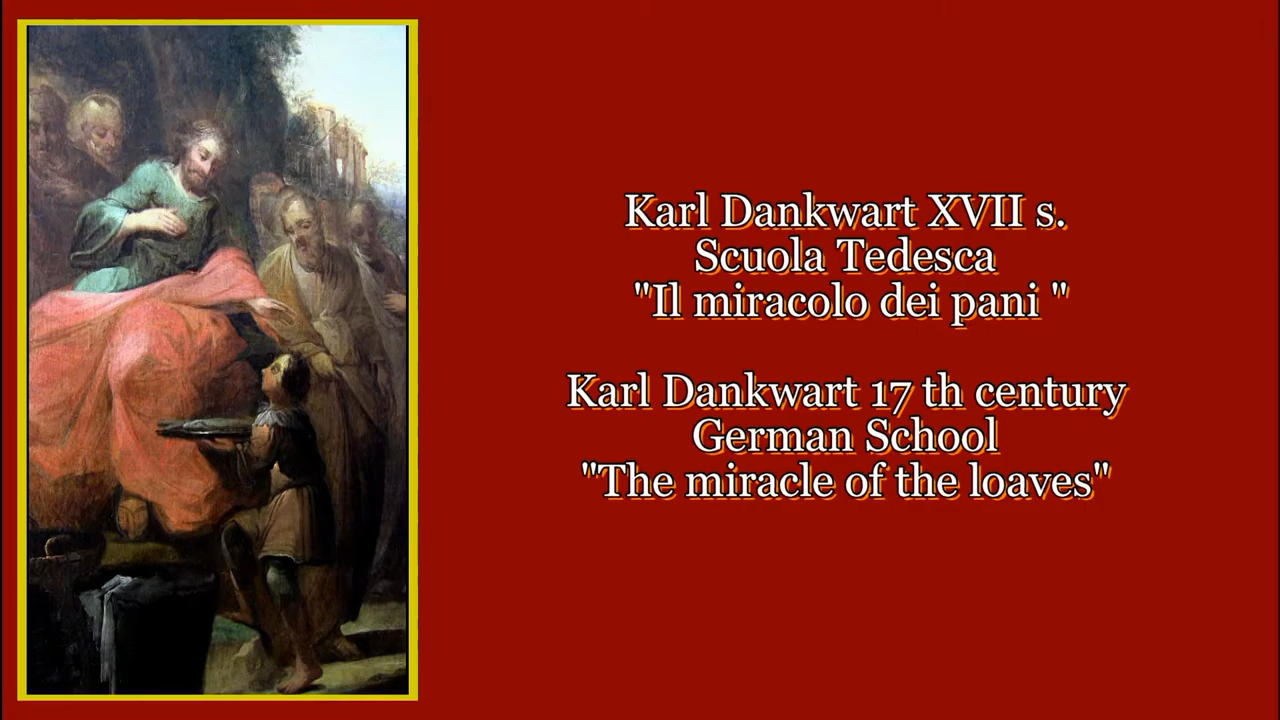 Karl Dankwart XVII s.
Scuola Tedesca
"Il miracolo dei pani "
Karl Dankwart 17 th century
German School
"The miracle of the loaves"